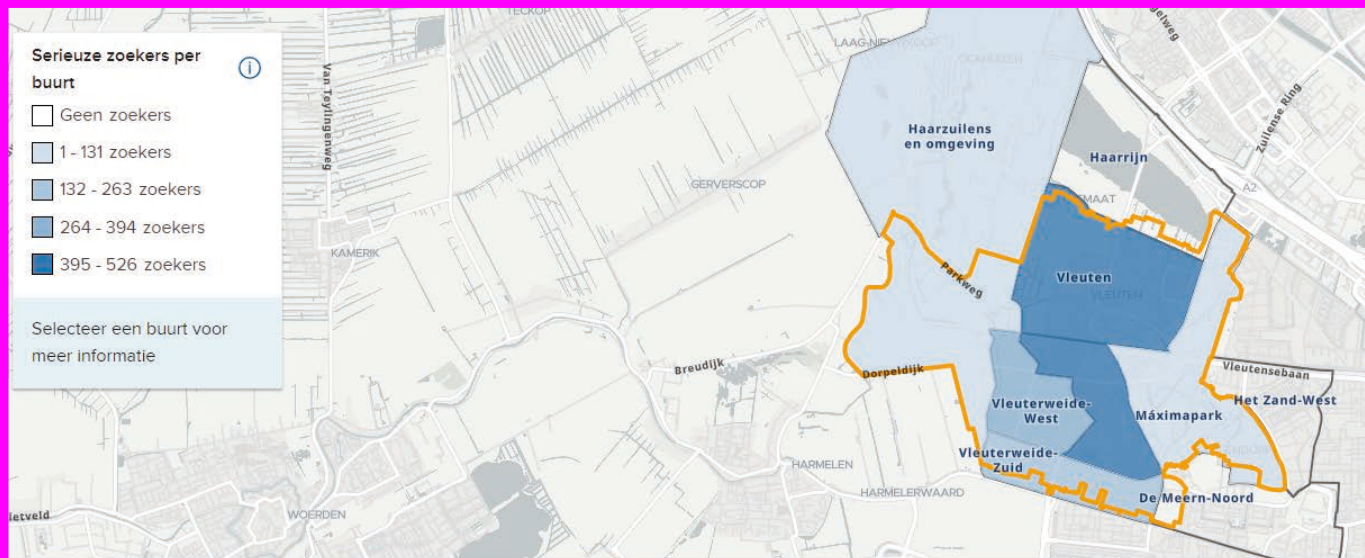 Serieuze zoekers per
buurt
Geen zoekers
1 - 131 zoekers
132 - 263 zoekers
264 - 394 zoekers
395 - 526 zoekers
Selecteer een buurt voor
meer informatie
TECKOP
Van Teylingenweg
KAMERIK
GERVERSCOP
Haarzuilens
en omgeving
Haarrijn
Zuilense Ring
A2
Parkweg
Vleuten
VLEUTEN
Breudijk
Dorpeldijk
Vleutensebaan
Vleuterweide-
West
Máximapark
Het Zand-West
Vleuterweide-
Zuid
De Meern-Noord
HARMELEN
HARMELERWAARD
WOERDEN